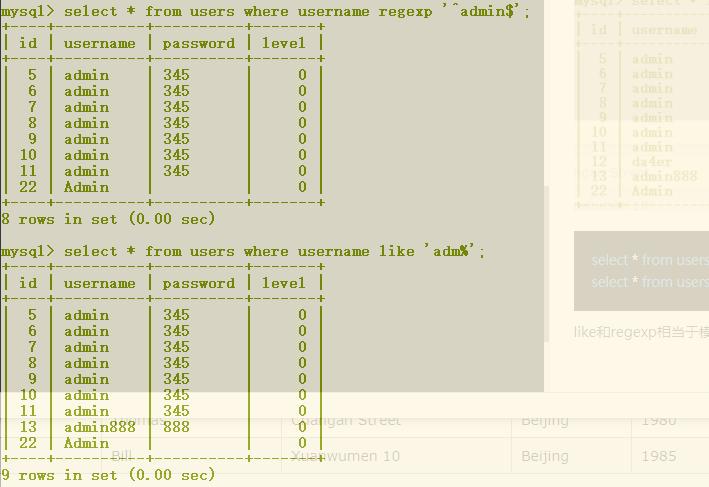 mysql> select * from users where username regexp '^admin$';
+----+----------+----------+-------+
| id | username | password | level |
+----+----------+----------+-------+
| 5 | admin | 345 | 0 |
| 6 | admin | 345 | 0 |
| 7 | admin | 345 | 0 |
| 8 | admin | 345 | 0 |
| 9 | admin | 345 | 0 |
| 10 | admin | 345 | 0 |
| 11 | admin | 345 | 0 |
| 22 | Admin | | 0 |
+----+----------+----------+-------+
8 rows in set (0.00 sec)
mysql> select * from users where username like 'adm%';
+----+----------+----------+-------+
| id | username | password | level |
+----+----------+----------+-------+
| 5 | admin | 345 | 0 |
| 6 | admin | 345 | 0 |
| 7 | admin | 345 | 0 |
| 8 | admin | 345 | 0 |
| 9 | admin | 345 | 0 |
| 10 | admin | 345 | 0 |
| 11 | admin | 345 | 0 |
| 13 | admin888 | 888 | 0 |
| 22 | Admin | | 0 |
+----+----------+----------+-------+
9 rows in set (0.00 sec)
mysql> select *
| id | username
| 5 | admin
| 6 | admin
| 7 | admin
| 8 | admin
| 9 | admin
| 10 | admin
| 11 | admin
| 12 | da4er
| 13 | admin888
| 22 | Admin
select * from users
select * from users
like和regexp相当于模
Thomas Changan Street Beijing 1980
Bill Xuanwumen 10 Beijing 1985